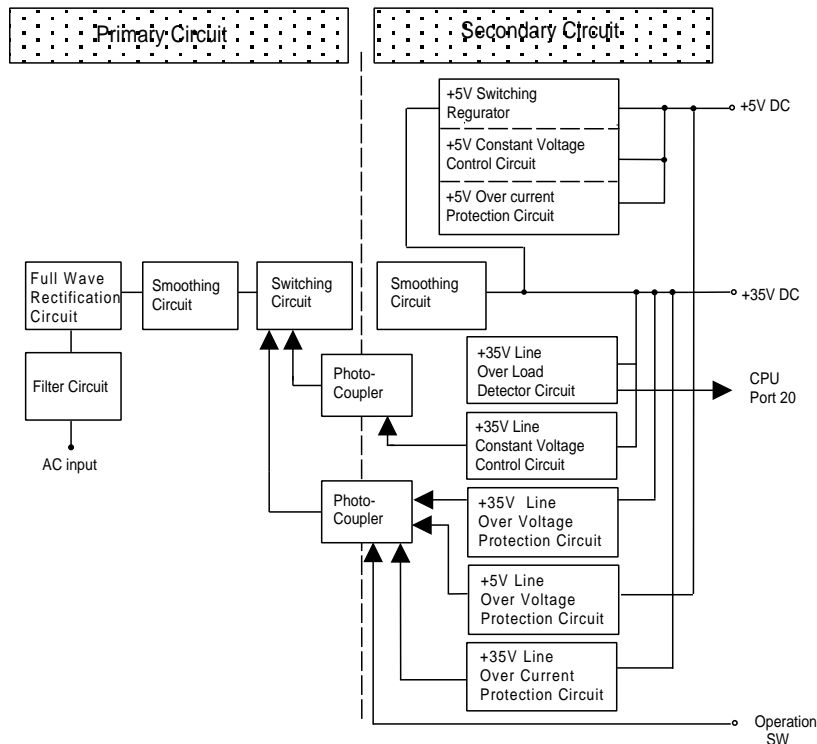 Primary Circuit
Secondary Circuit
+5V Switching
Regurator
+5V Constant Voltage
Control Circuit
+5V Over current
Protection Circuit
+5V DC
Full Wave
Rectification
Circuit
Smoothing
Circuit
Switching
Circuit
Smoothing
Circuit
+35V DC
Filter Circuit
AC input
Photo-
Coupler
+35V Line
Over Load
Detector Circuit
CPU
Port 20
+35V Line
Constant Voltage
Control Circuit
Photo-
Coupler
+35V Line
Over Voltage
Protection Circuit
+5V Line
Over Voltage
Protection Circuit
+35V Line
Over Current
Protection Circuit
Operation
SW